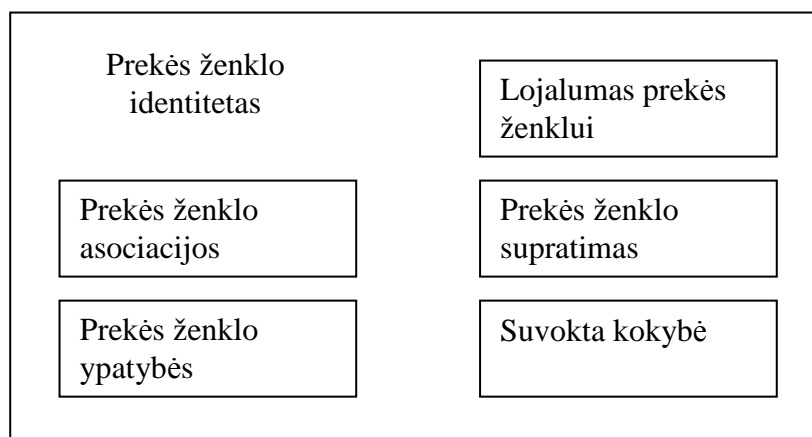 Prekės ženklo
identitetas
Lojalumas prekės
ženklui
Prekės ženklo
asociacijos
Prekės ženklo
supratimas
Prekės ženklo
ypatybės
Suvokta kokybė